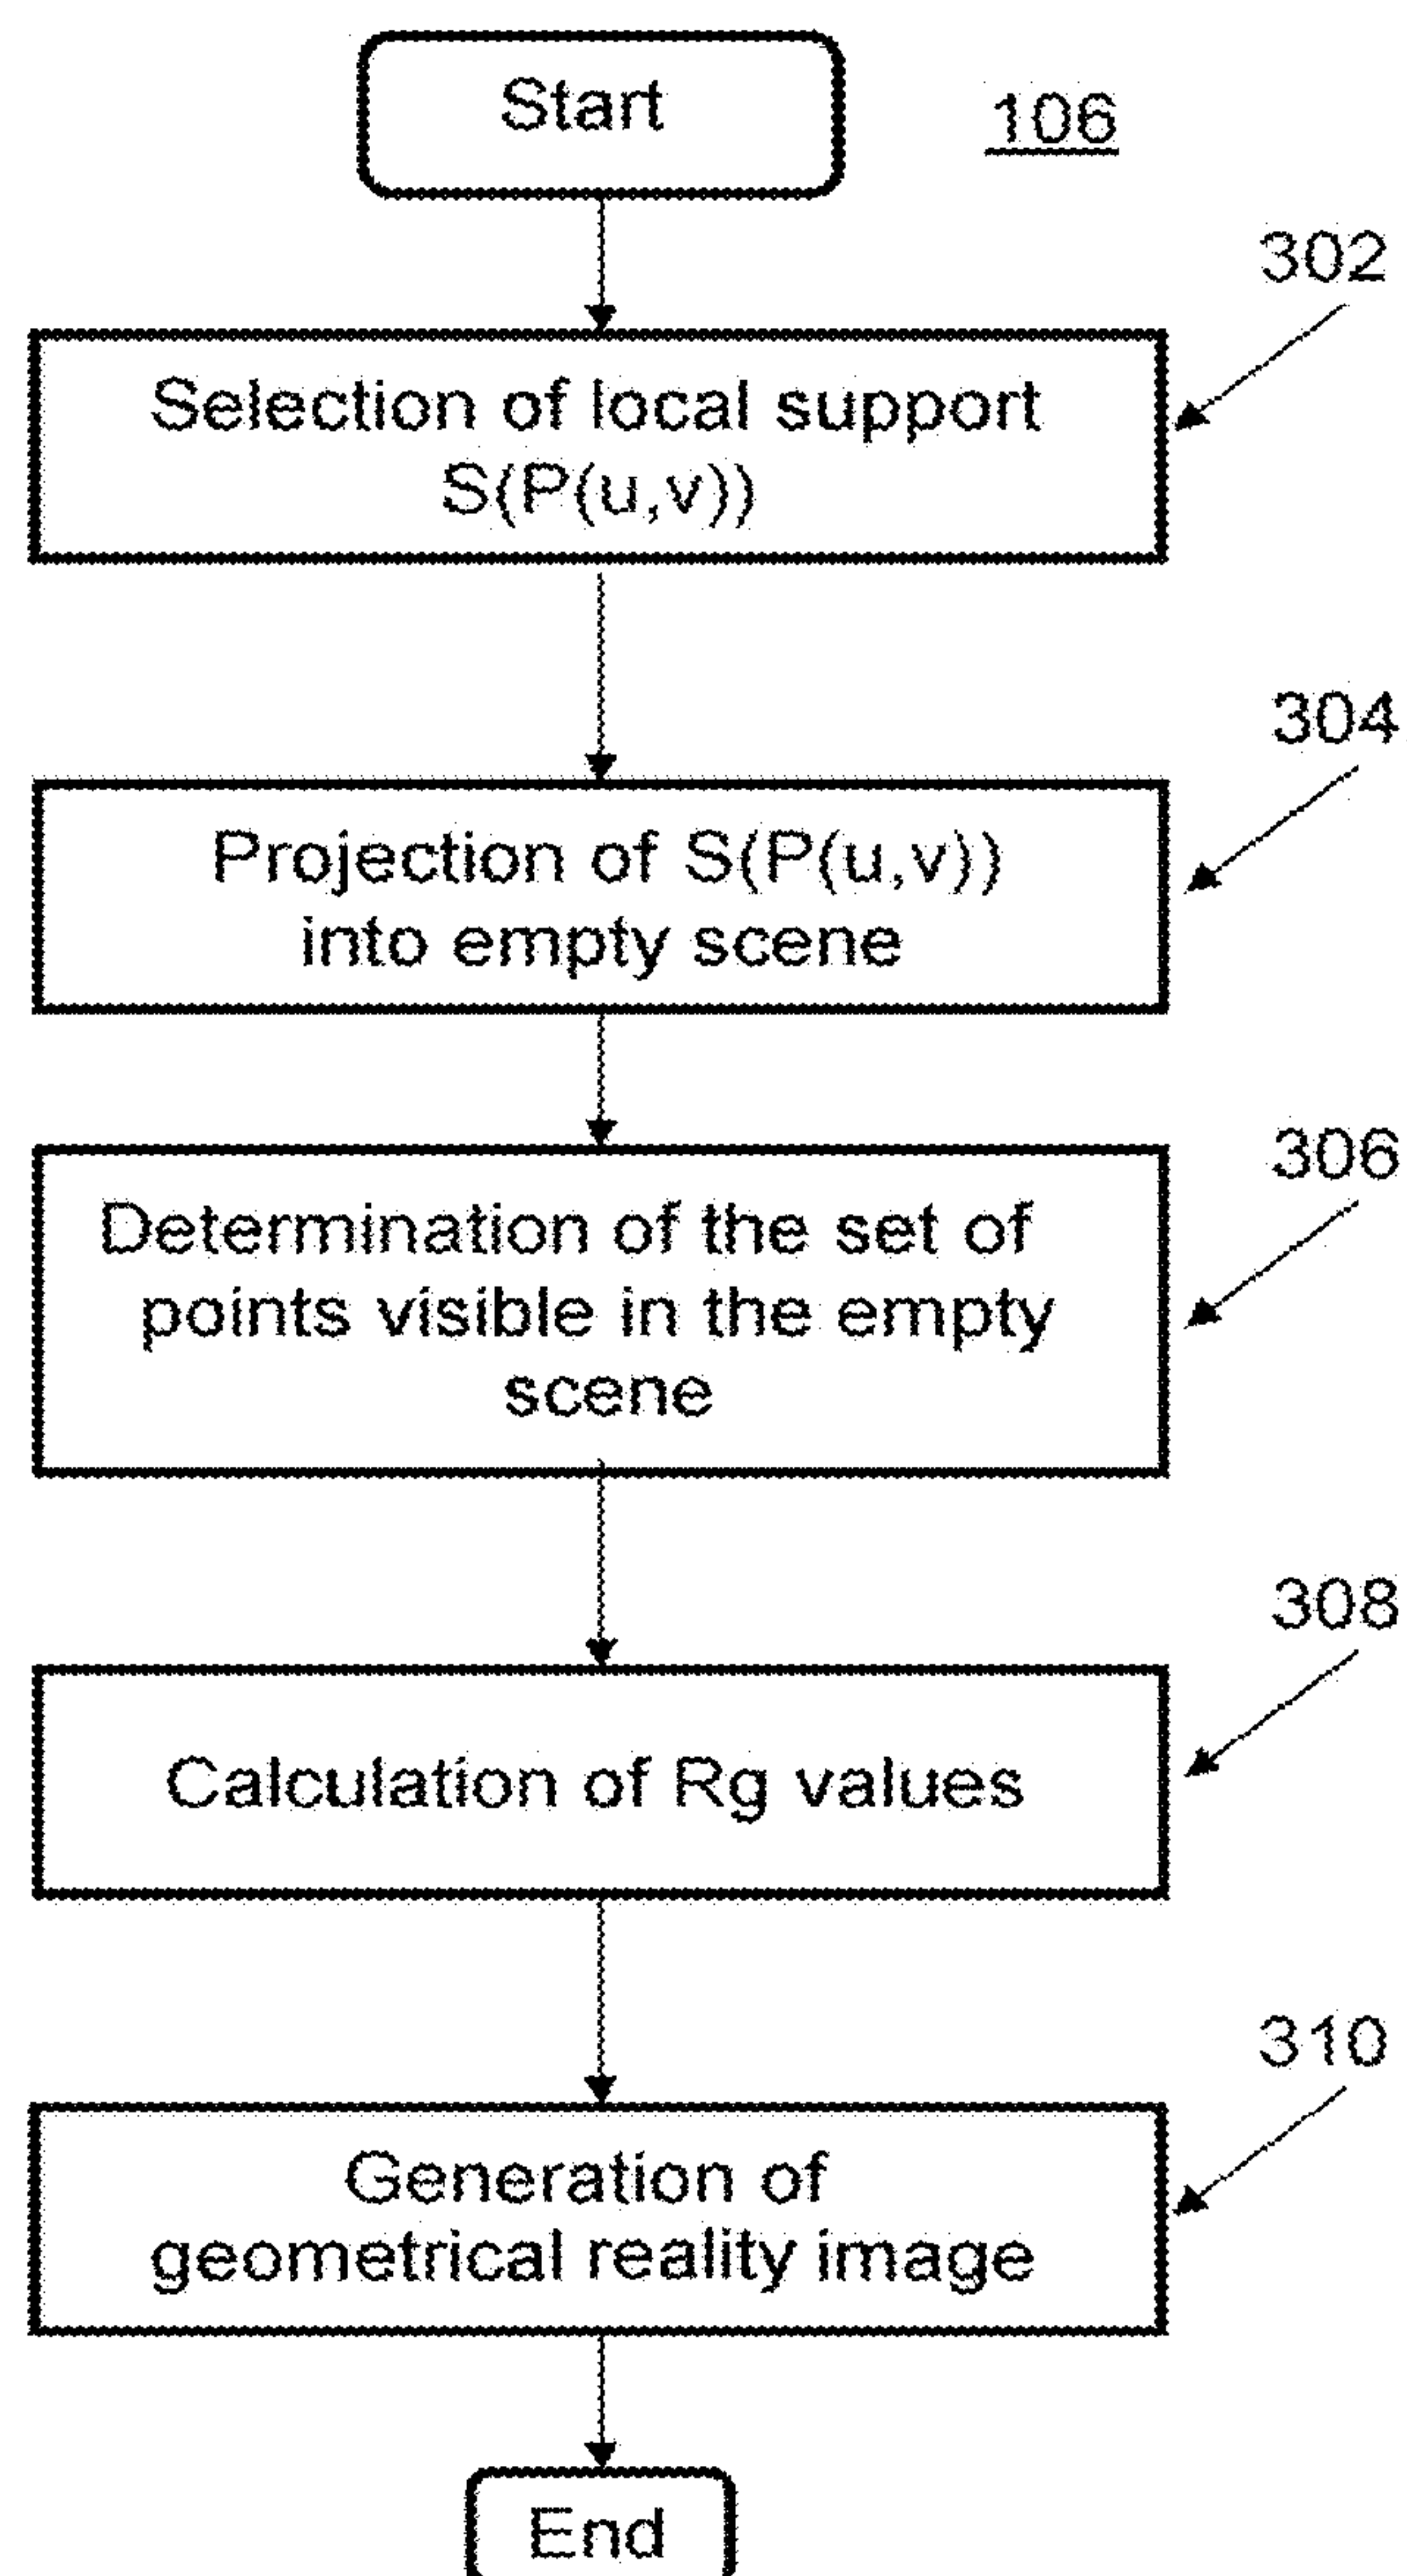 Start
106
302
Selection of local support
S(P(u,v))
304
Projection of S(P(u,v))
into empty scene
306
Determination of the set of
points visible in the empty
scene
308
Calculation of Rg values
310
Generation of
geometrical reality image
End